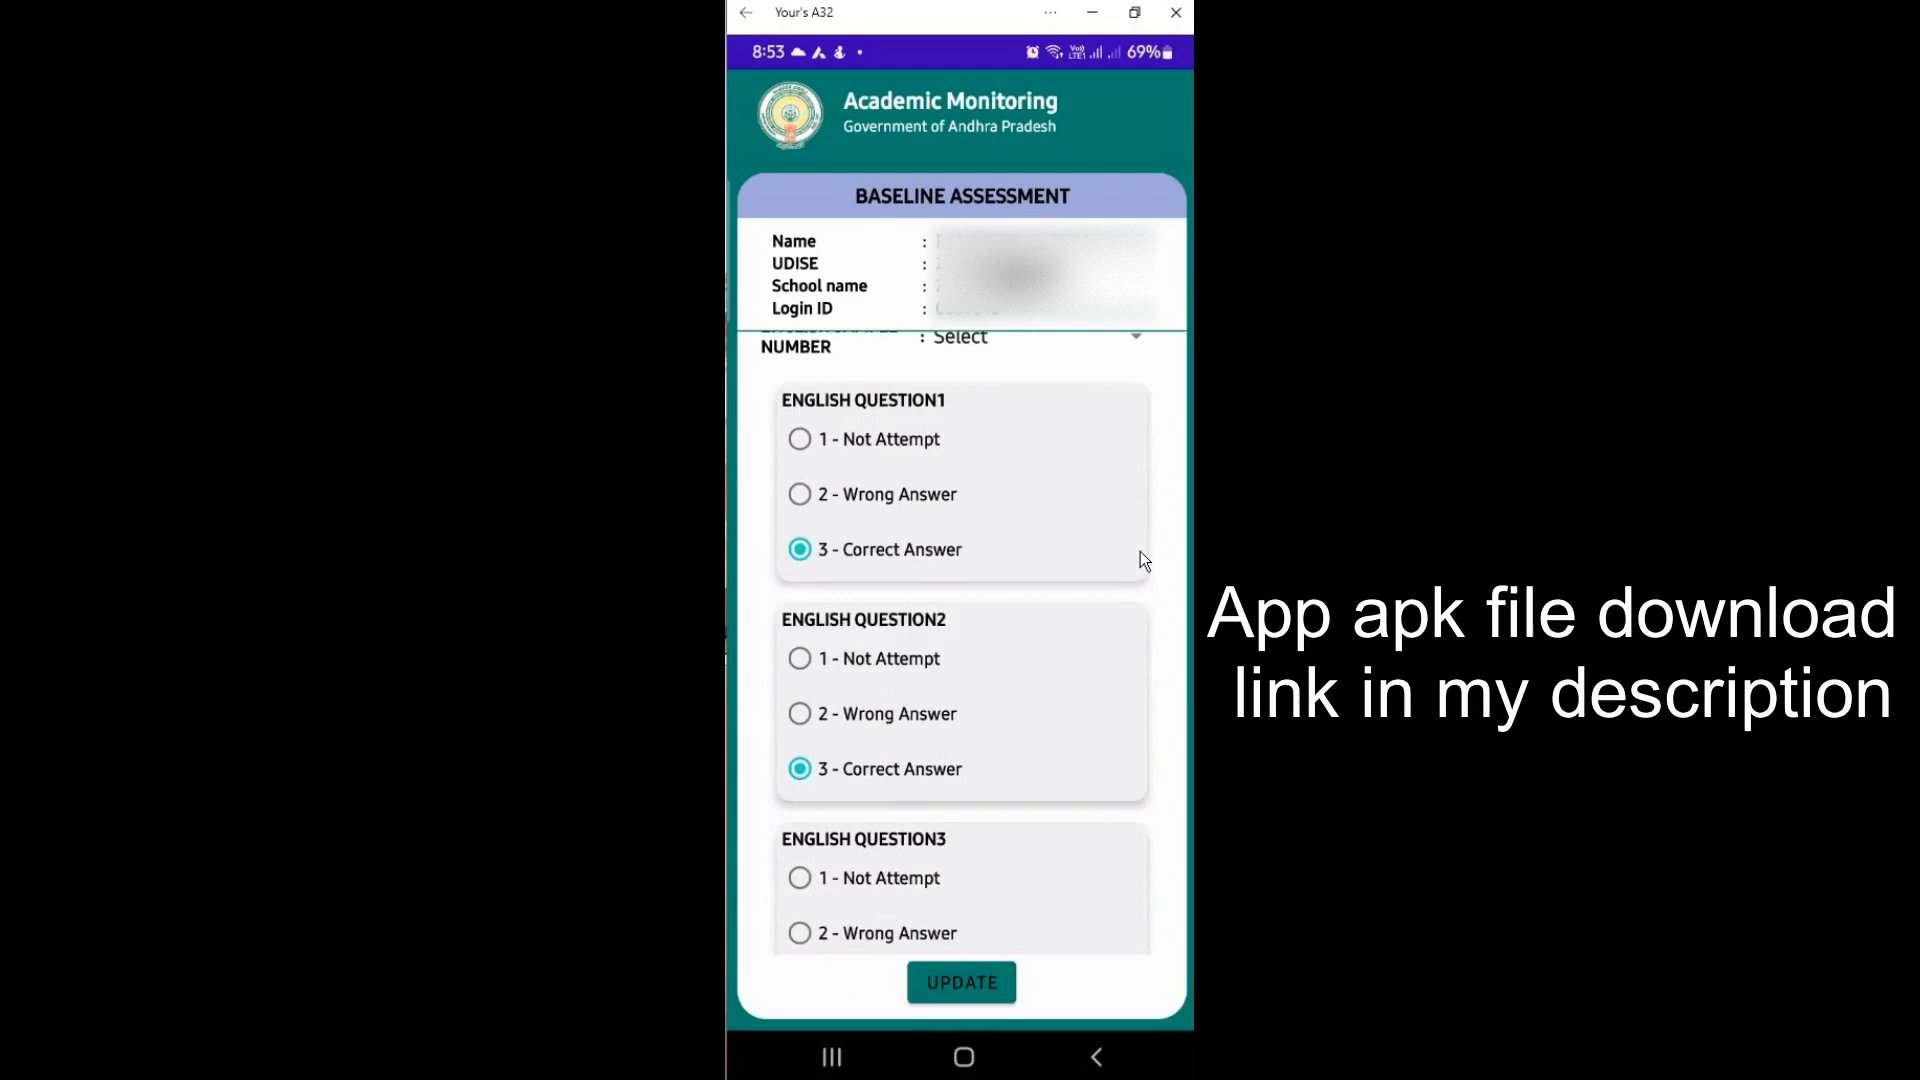 Your's A32
8:53
69%
Academic Monitoring
Government of Andhra Pradesh
BASELINE ASSESSMENT
Name :
UDISE :
School name :
Login ID :
NUMBER : Select
ENGLISH QUESTION1
1 - Not Attempt
2 - Wrong Answer
3 - Correct Answer
ENGLISH QUESTION2
1 - Not Attempt
2 - Wrong Answer
3 - Correct Answer
ENGLISH QUESTION3
1 - Not Attempt
2 - Wrong Answer
UPDATE
App apk file download
link in my description